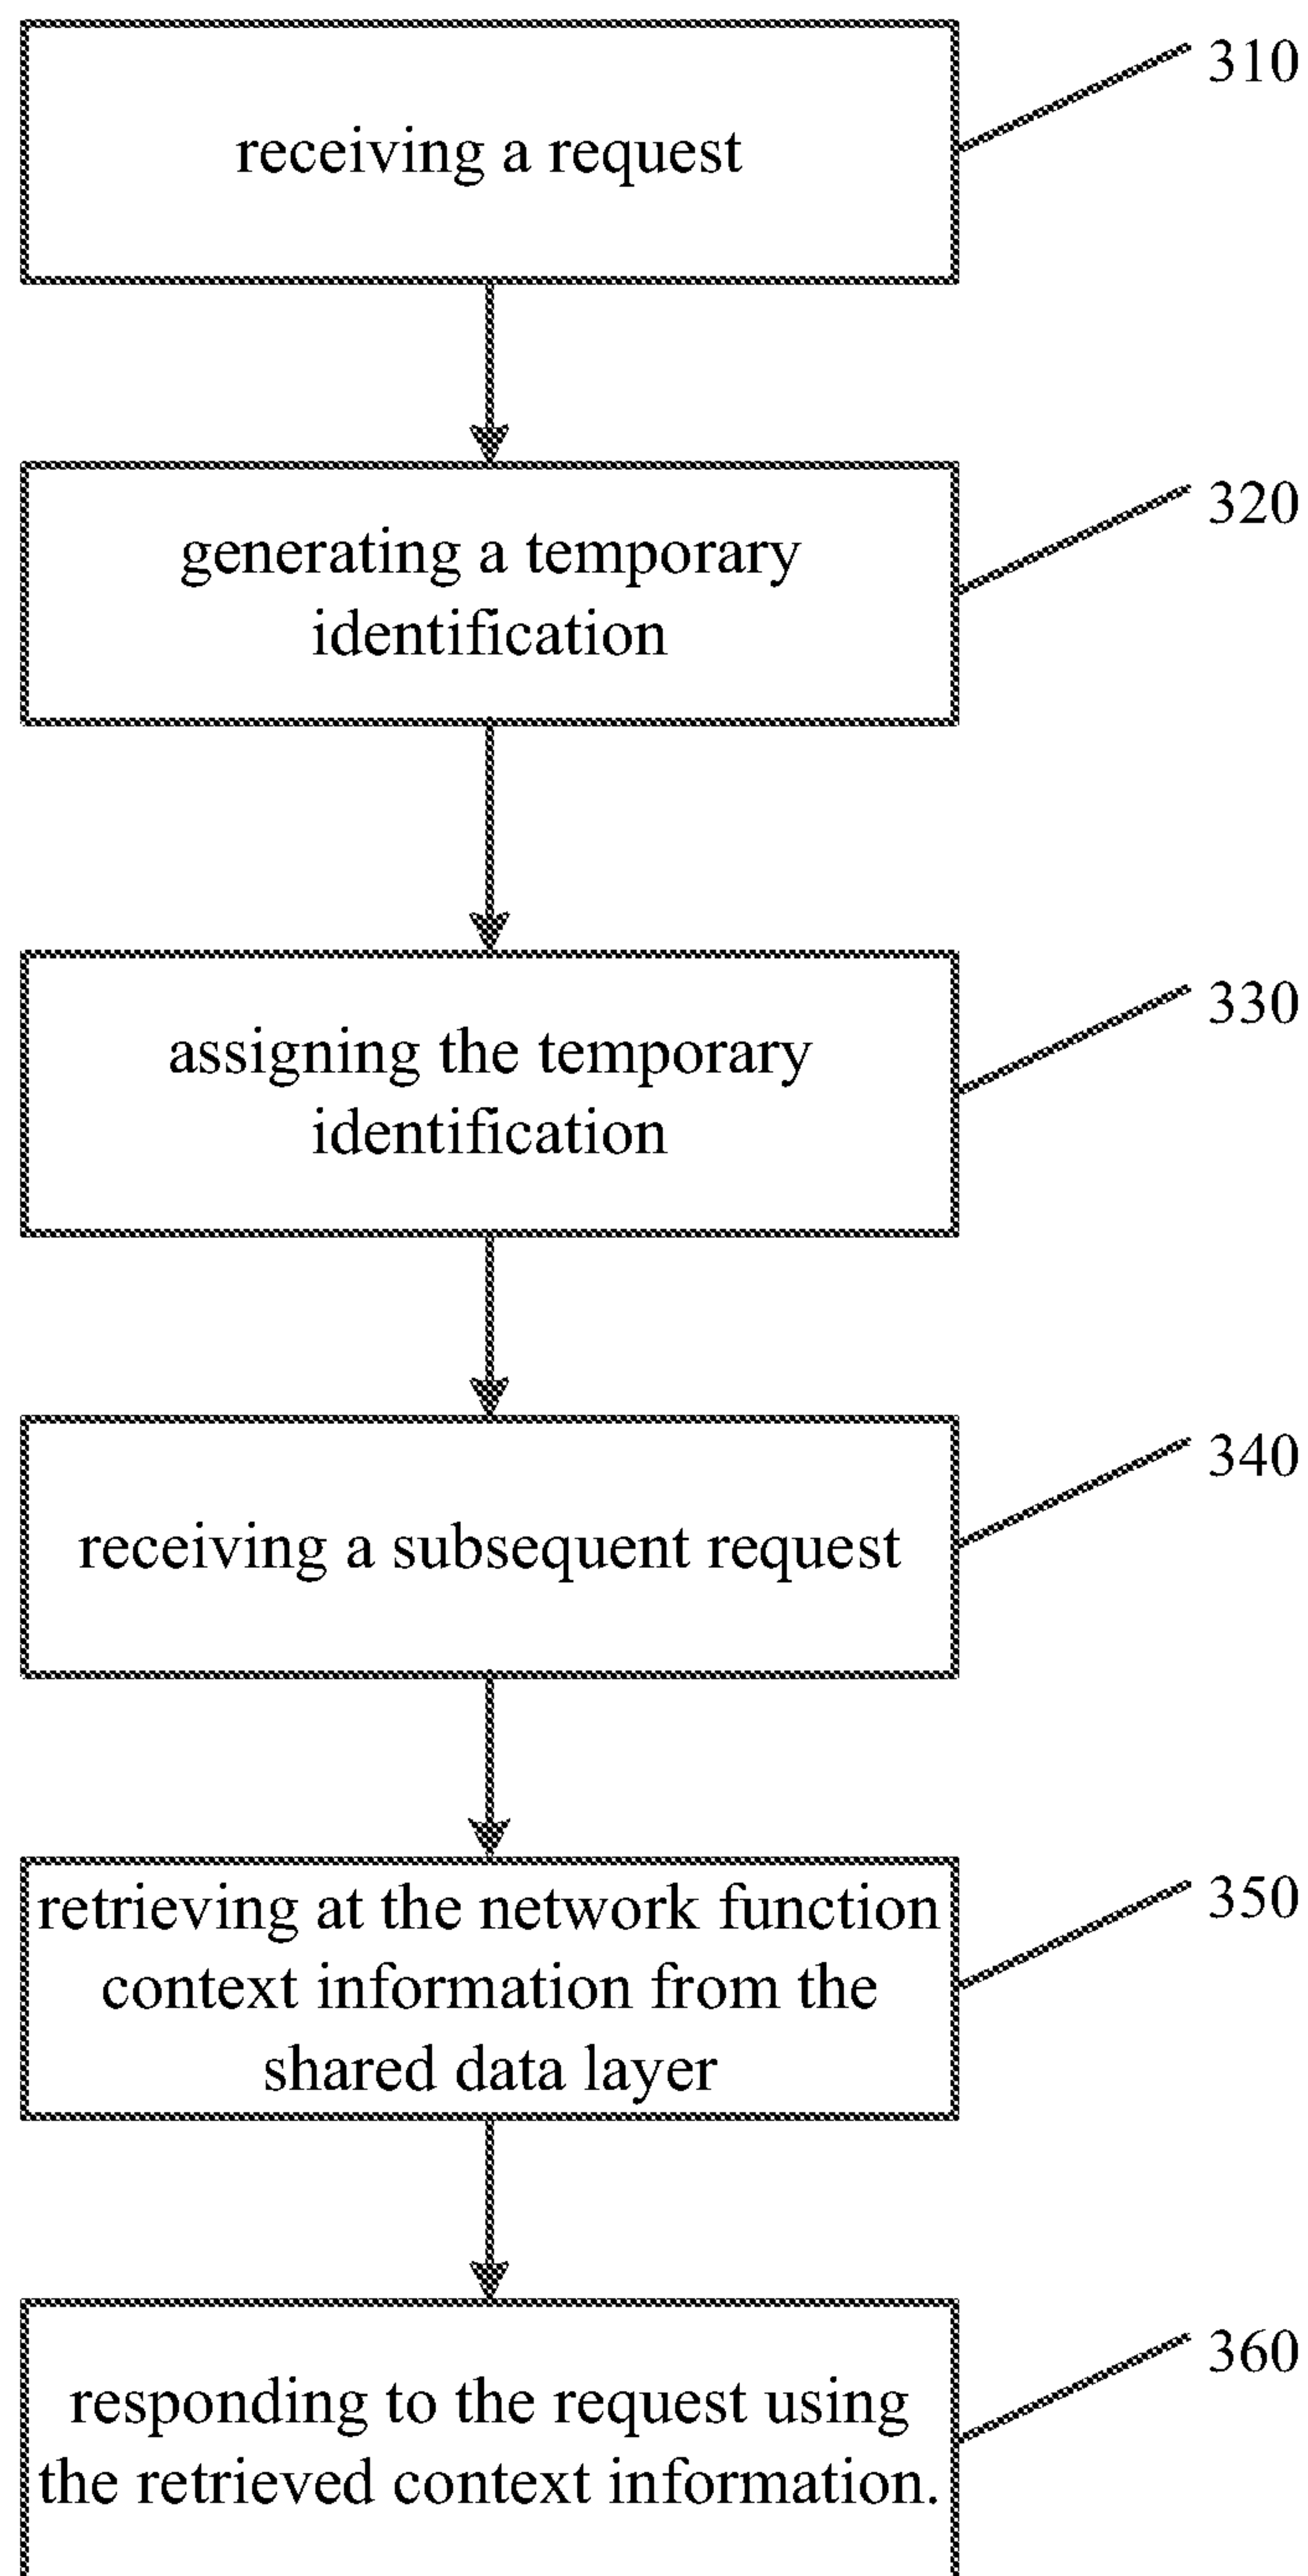 310
receiving a request
320
generating a temporary
identification
330
assigning the temporary
identification
340
receiving a subsequent request
350
retrieving at the network function
context information from the
shared data layer
360
responding to the request using
the retrieved context information.